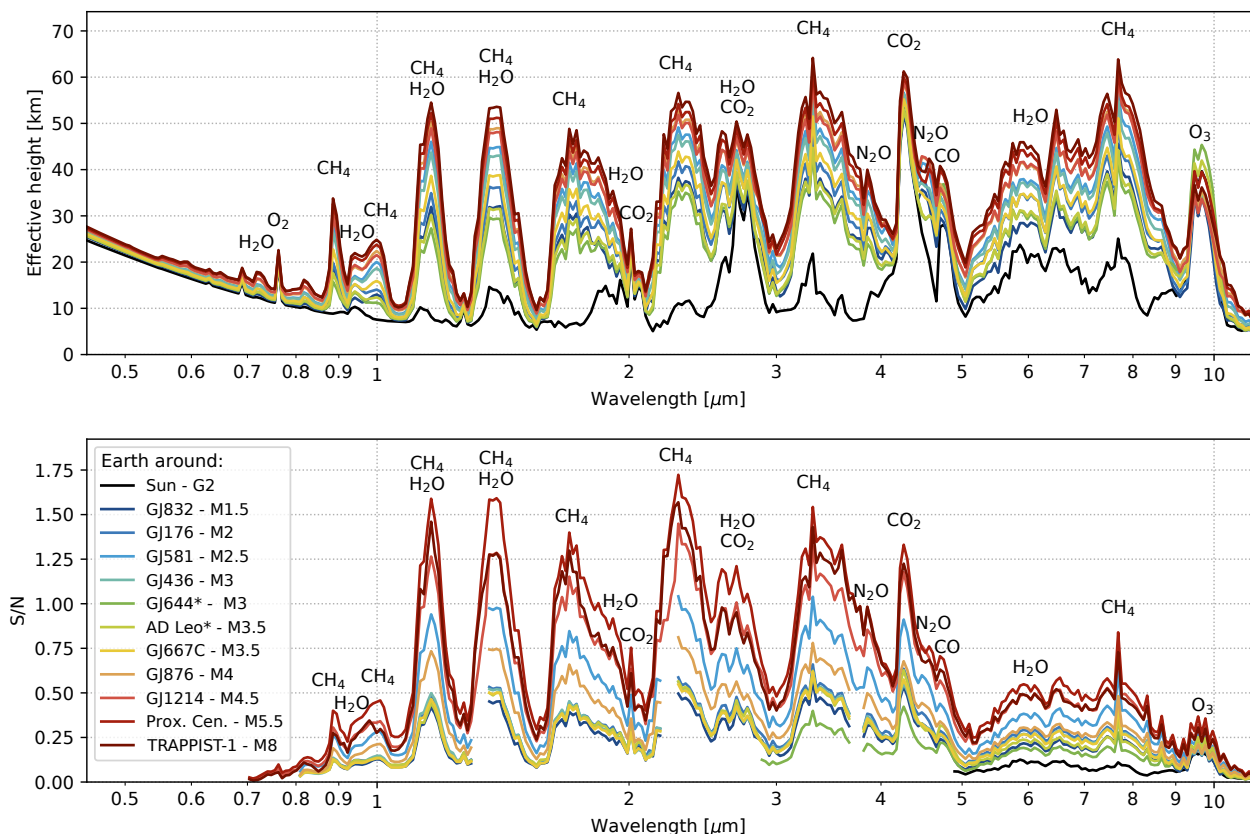 70
60
50
40
30
20
10
0
Effective height [km]
CH₄
H₂O
CH₄
H₂O
CH₄
CH₄
H₂O
CO₂
CH₄
CO₂
CH₄
CH₄
O₂
H₂O
H₂O
CH₄
H₂O
CO₂
N₂O
N₂O
CO
H₂O
O₃
0.5 0.6 0.7 0.8 0.9 1 2 3 4 5 6 7 8 9 10
Wavelength [μm]
1.75
1.50
1.25
1.00
0.75
0.50
0.25
0.00
S/N
Earth around:
Sun - G2
GJ832 - M1.5
GJ176 - M2
GJ581 - M2.5
GJ436 - M3
GJ644* - M3
AD Leo* - M3.5
GJ667C - M3.5
GJ876 - M4
GJ1214 - M4.5
Prox. Cen. - M5.5
TRAPPIST-1 - M8
CH₄
H₂O
CH₄
CH₄
H₂O
CH₄
H₂O
CH₄
H₂O
CO₂
CH₄
H₂O
CO₂
CH₄
N₂O
CO₂
N₂O
CO
H₂O
CH₄
O₃
0.5 0.6 0.7 0.8 0.9 1 2 3 4 5 6 7 8 9 10
Wavelength [μm]